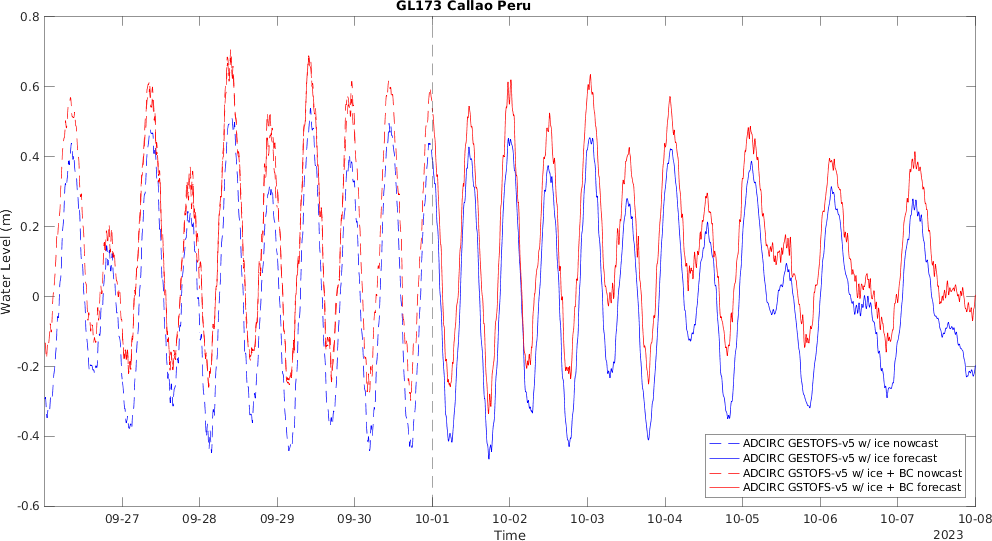 GL173 Callao Peru
0.8
0.6
0.4
0.2
0
-0.2
-0.4
-0.6
Water Level (m)
ADCIRC GESTOFS-v5 w/ ice nowcast
ADCIRC GESTOFS-v5 w/ ice forecast
ADCIRC GSTOFS-v5 w/ ice + BC nowcast
ADCIRC GSTOFS-v5 w/ ice + BC forecast
09-27 09-28 09-29 09-30 10-01 10-02 10-03 10-04 10-05 10-06 10-07 10-08
Time
2023